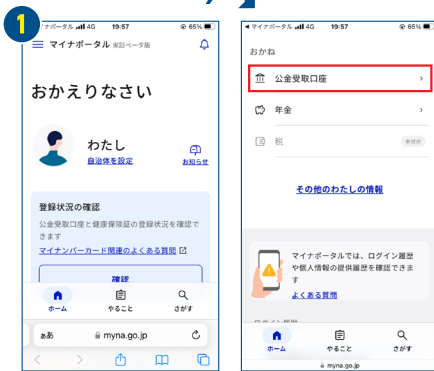 1
マイナポータル 4G 19:57 65%
マイナポータル 実証ベータ版
おかえりなさい
わたし
自治体を設定
お知らせ
登録状況の確認
公金受取口座と健康保険証の登録状況を確認で
きます
マイナンバーカード関連のよくある質問
確認
ホーム
やること
さがす
ああ
myna.go.jp
マイナポータル 4G 19:57 65%
おかね
公金受取口座
年金
税
その他のわたしの情報
マイナポータルでは、ログイン履歴
や個人情報の提供履歴を確認できま
す
よくある質問
ホーム
やること
さがす
myna.go.jp